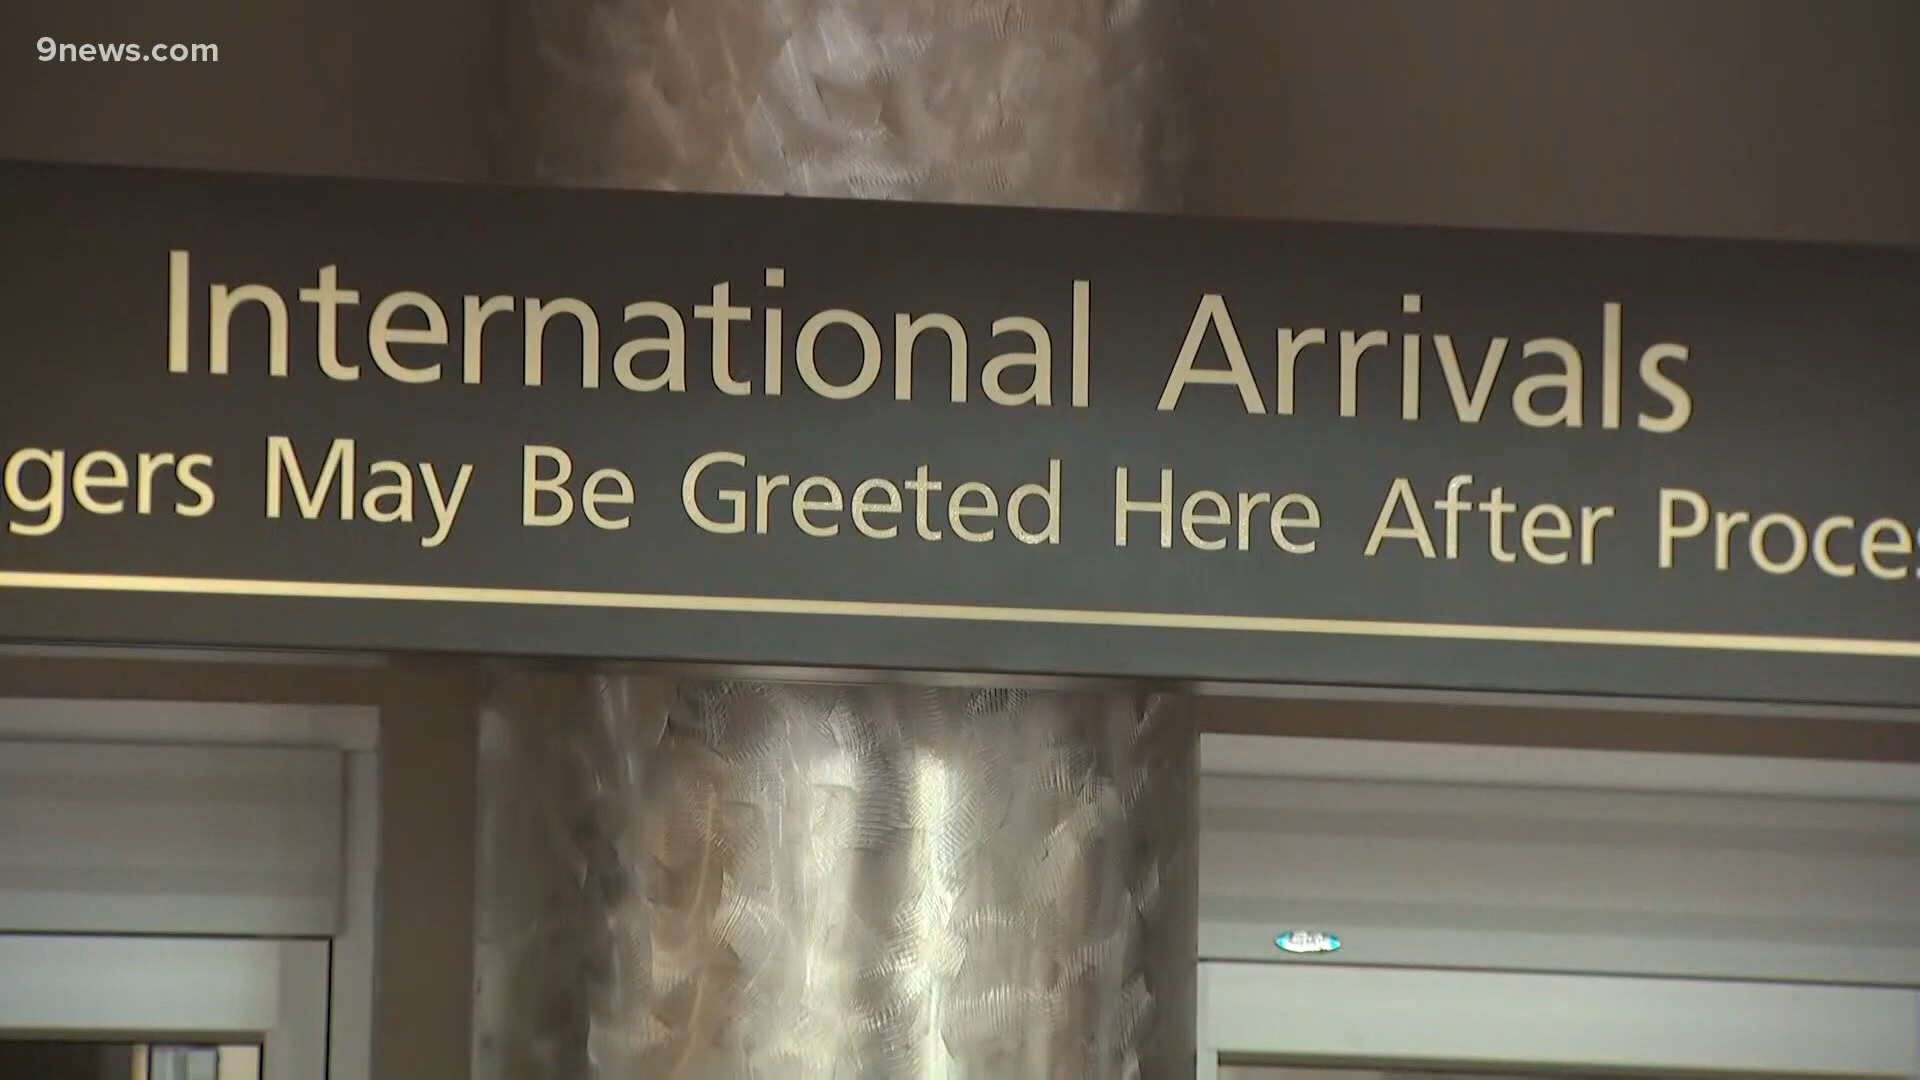 9news.com
International Arrivals
gers May Be Greeted Here After Proces